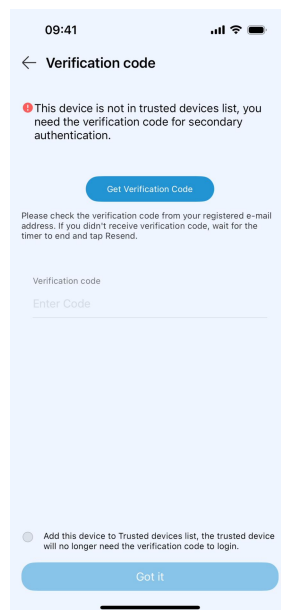 09:41
Verification code
This device is not in trusted devices list, you
need the verification code for secondary
authentication.
Get Verification Code
Please check the verification code from your registered e-mail
address. If you didn't receive verification code, wait for the
timer to end and tap Resend.
Verification code
Enter Code
Add this device to Trusted devices list, the trusted device
will no longer need the verification code to login.
Got it